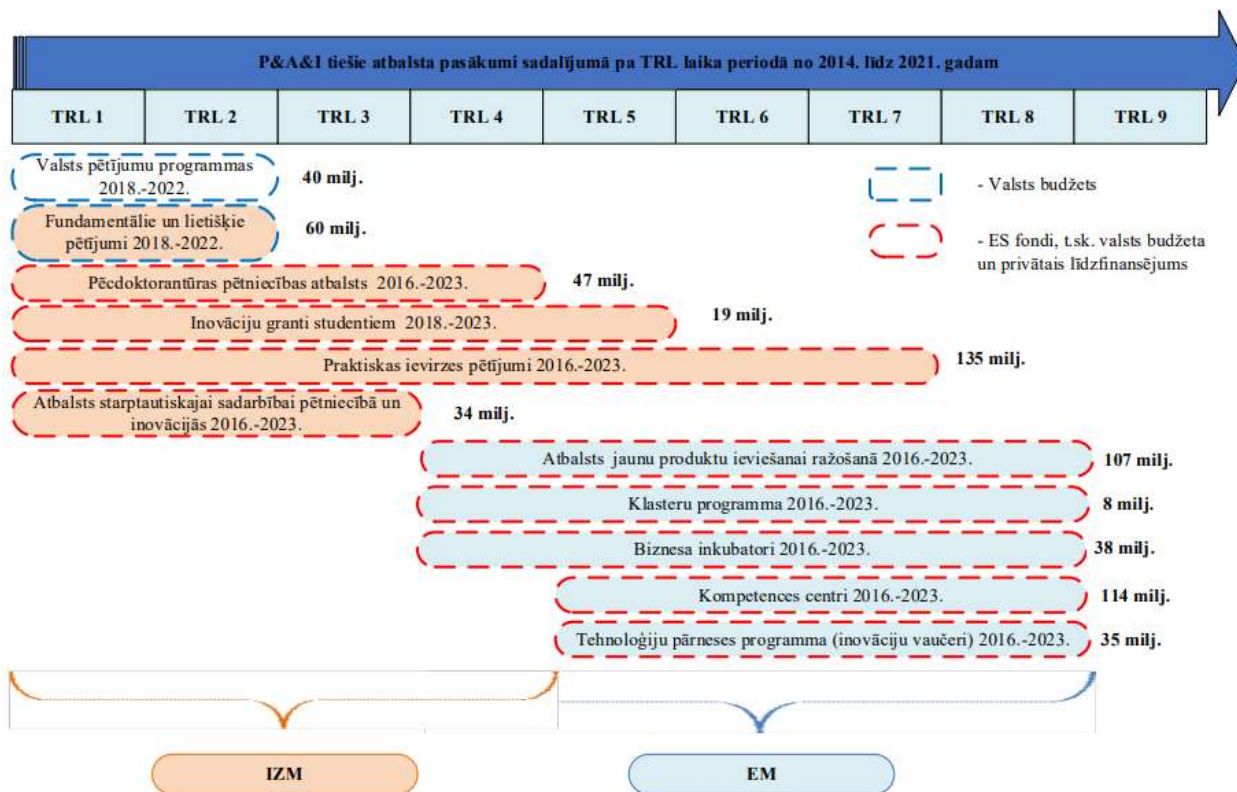 P&A&I tiešie atbalsta pasākumi sadalījumā pa TRL laika periodā no 2014. līdz 2021. gadam
TRL 1 TRL 2 TRL 3 TRL 4 TRL 5 TRL 6 TRL 7 TRL 8 TRL 9
Valsts pētījumu programmas
2018.-2022.
40 milj.
- Valsts budžets
Fundamentālie un lietišķie
pētījumi 2018.-2022.
60 milj.
- ES fondi, t.sk. valsts budžeta
un privātais līdzfinansējums
Pēcdoktorantūras pētniecības atbalsts 2016.-2023.
47 milj.
Inovāciju granti studentiem 2018.-2023.
19 milj.
Praktiskas ievirzes pētījumi 2016.-2023.
135 milj.
Atbalsts starptautiskajai sadarbībai pētniecībā un
inovācijās 2016.-2023.
34 milj.
Atbalsts jaunu produktu ieviešanai ražošanā 2016.-2023.
107 milj.
Klasteru programma 2016.-2023.
8 milj.
Biznesa inkubatori 2016.-2023.
38 milj.
Kompetences centri 2016.-2023.
114 milj.
Tehnoloģiju pārneses programma (inovāciju vaučeri) 2016.-2023.
35 milj.
IZM
EM